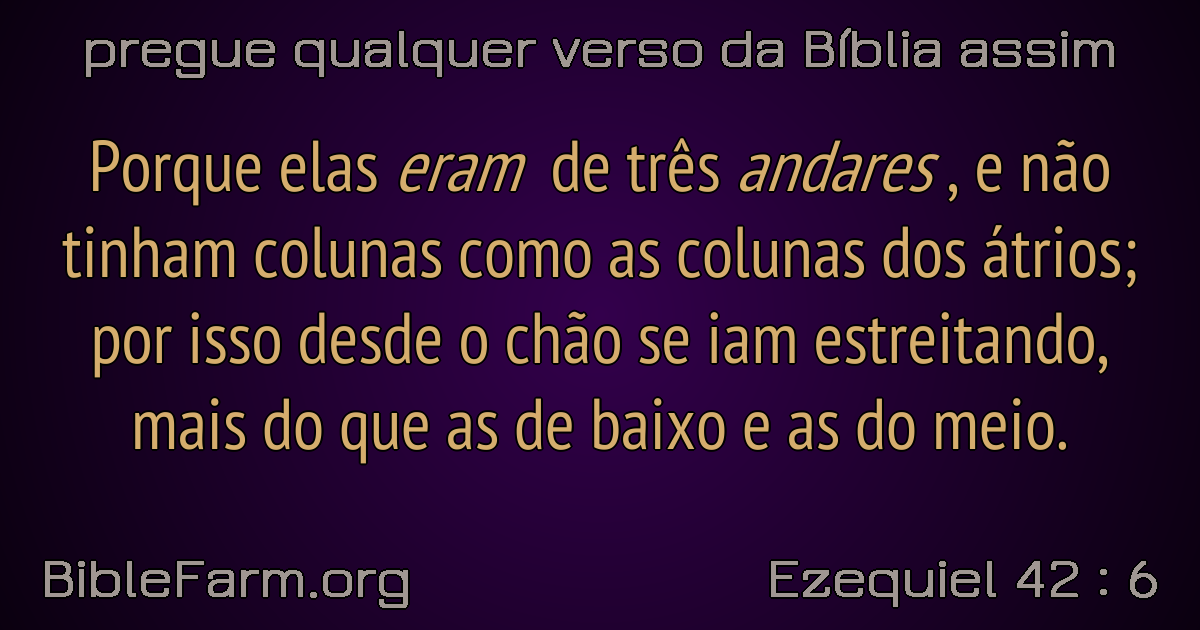 pregue qualquer verso da Bíblia assim
Porque elas eram de três andares , e não
tinham colunas como as colunas dos átrios;
por isso desde o chão se iam estreitando,
mais do que as de baixo e as do meio.
BibleFarm.org
Ezequiel 42 : 6